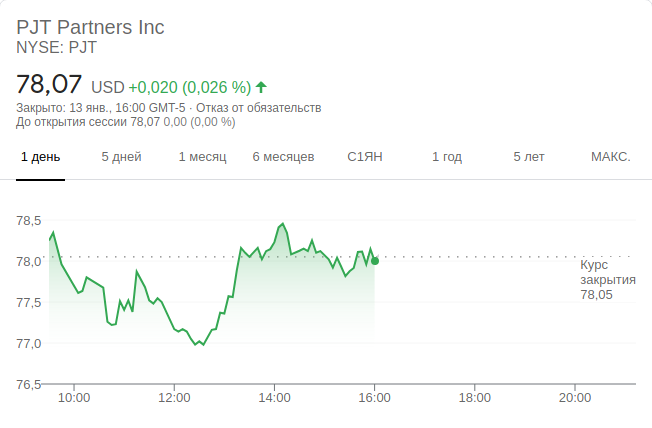 PJT Partners Inc
NYSE: PJT
78,07 USD +0,020 (0,026 %)
Закрыто: 13 янв., 16:00 GMT-5 · Отказ от обязательств
До открытия сессии 78,07 0,00 (0,00 %)
1 день 5 дней 1 месяц 6 месяцев С1ЯН 1 год 5 лет МАКС.
78,5
78,0
77,5
77,0
76,5
Курс
закрытия
78,05
10:00 12:00 14:00 16:00 18:00 20:00